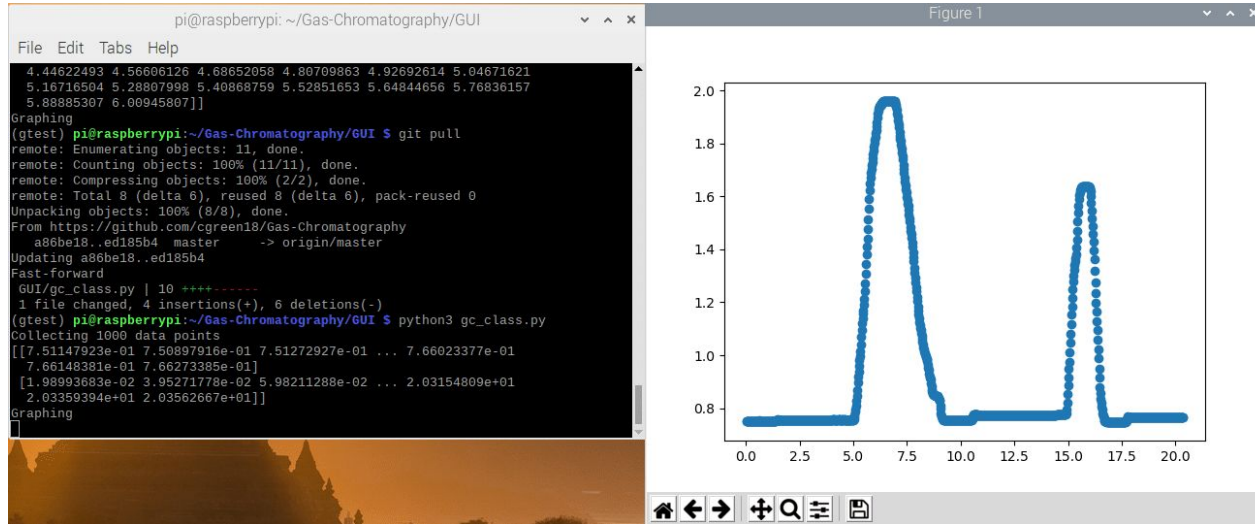 pi@raspberrypi: ~/Gas-Chromatography/GUI
File Edit Tabs Help
4.44622493 4.56606126 4.68652058 4.80709863 4.92692614 5.04671621
5.16716504 5.28807998 5.40868759 5.52851653 5.64844656 5.76836157
5.88885307 6.00945807]]
Graphing
(gtest) pi@raspberrypi:~/Gas-Chromatography/GUI $ git pull
remote: Enumerating objects: 11, done.
remote: Counting objects: 100% (11/11), done.
remote: Compressing objects: 100% (2/2), done.
remote: Total 8 (delta 6), reused 8 (delta 6), pack-reused 0
Unpacking objects: 100% (8/8), done.
From https://github.com/cgreen18/Gas-Chromatography
a86be18..ed185b4 master -> origin/master
Updating a86be18..ed185b4
Fast-forward
GUI/gc_class.py | 10 ++++------
1 file changed, 4 insertions(+), 6 deletions(-)
(gtest) pi@raspberrypi:~/Gas-Chromatography/GUI $ python3 gc_class.py
Collecting 1000 data points
[[7.51147923e-01 7.50897916e-01 7.51272927e-01 ... 7.66023377e-01
7.66148381e-01 7.66273385e-01]
[1.98993683e-02 3.95271778e-02 5.98211288e-02 ... 2.03154809e+01
2.03359394e+01 2.03562667e+01]]
Graphing
Figure 1
2.0
1.8
1.6
1.4
1.2
1.0
0.8
0.0 2.5 5.0 7.5 10.0 12.5 15.0 17.5 20.0